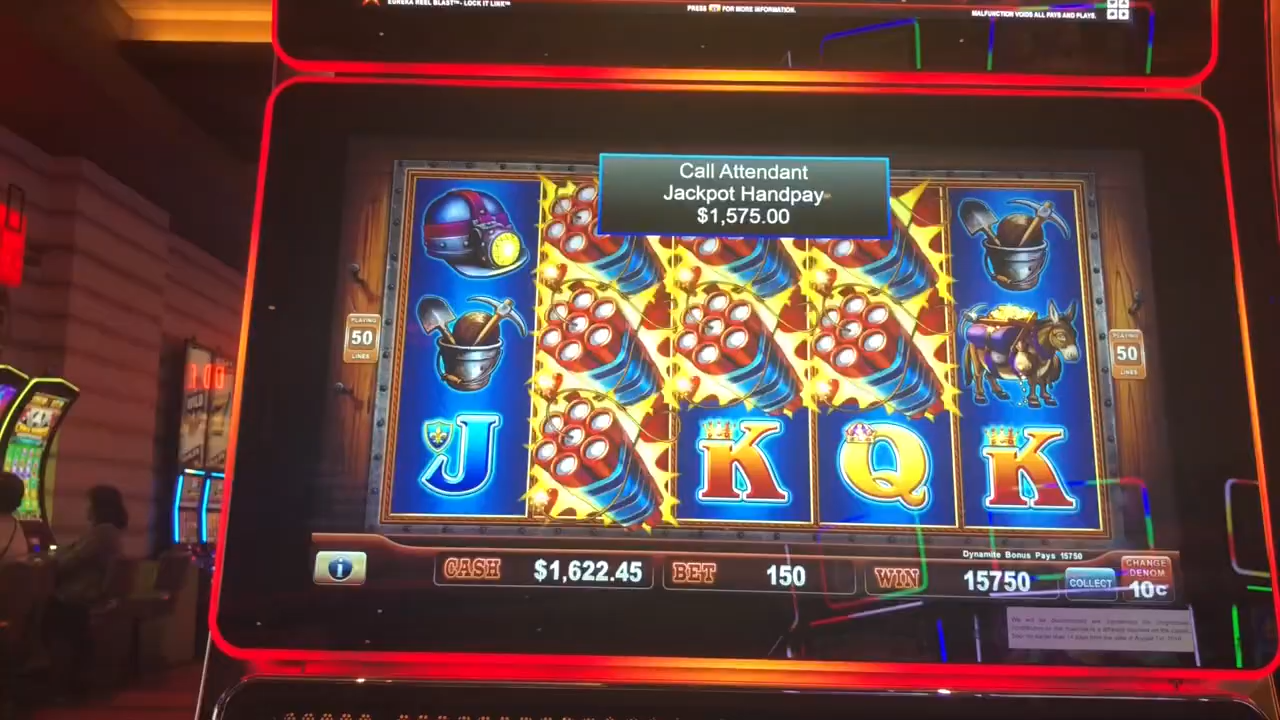 EUREKA REEL BLAST™ - LOCK IT LINK™
PRESS FOR MORE INFORMATION.
MALFUNCTION VOIDS ALL PAYS AND PLAYS.
Call Attendant
Jackpot Handpay
$1,575.00
PLAYING
50
LINES
PLAYING
50
LINES
J
K
Q
K
Dynamite Bonus Pays 15750
i
CASH
$1,622.45
BET
150
WIN
15750
COLLECT
CHANGE
DENOM
10¢